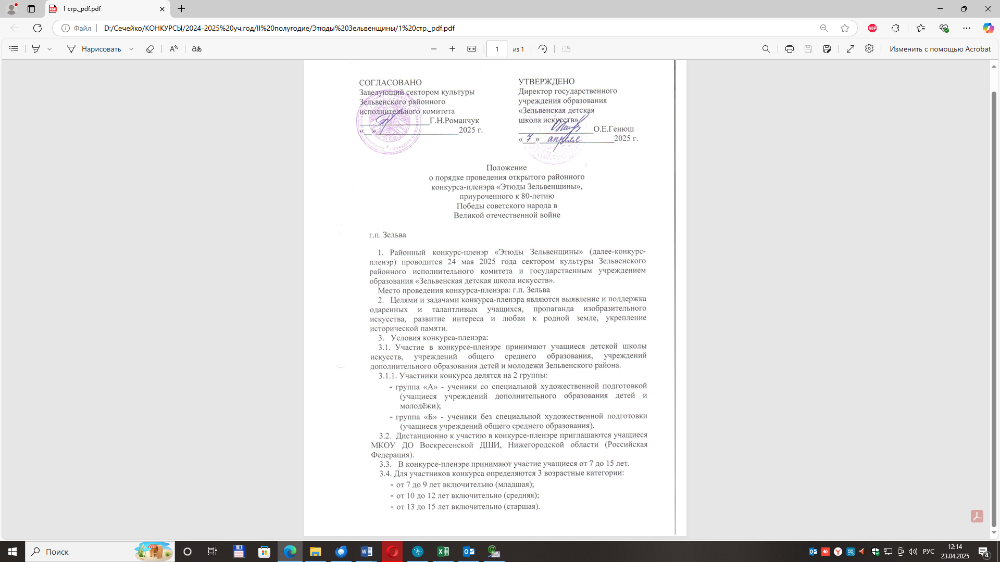 1 стр._pdf.pdf
Файл
D:/Сечейко/КОНКУРСЫ/2024-2025%20уч.год/II%20полугодие/Этюды%20Зельвенщины/1%20стр._pdf.pdf
Нарисовать
1
из 1
Изменить с помощью Acrobat
СОГЛАСОВАНО
Заведующий сектором культуры
Зельвенского районного
исполнительного комитета
Г.Н.Романчук
«__»____________________2025 г.
УТВЕРЖДЕНО
Директор государственного
учреждения образования
«Зельвенская детская
школа искусств»
О.Е.Генюш
«7» апреля 2025 г.
Положение
о порядке проведения открытого районного
конкурса-пленэра «Этюды Зельвенщины»,
приуроченного к 80-летию
Победы советского народа в
Великой отечественной войне
г.п. Зельва
1. Районный конкурс-пленэр «Этюды Зельвенщины» (далее-конкурс-
пленэр) проводится 24 мая 2025 года сектором культуры Зельвенского
районного исполнительного комитета и государственным учреждением
образования «Зельвенская детская школа искусств».
Место проведения конкурса-пленэра: г.п. Зельва
2. Целями и задачами конкурса-пленэра являются выявление и поддержка
одаренных и талантливых учащихся, пропаганда изобразительного
искусства, развитие интереса и любви к родной земле, укрепление
исторической памяти.
3. Условия конкурса-пленэра:
3.1. Участие в конкурсе-пленэре принимают учащиеся детской школы
искусств, учреждений общего среднего образования, учреждений
дополнительного образования детей и молодежи Зельвенского района.
3.1.1. Участники конкурса делятся на 2 группы:
- группа «А» - ученики со специальной художественной подготовкой
(учащиеся учреждений дополнительного образования детей и
молодёжи);
- группа «Б» - ученики без специальной художественной подготовки
(учащиеся учреждений общего среднего образования).
3.2. Дистанционно к участию в конкурсе-пленэре приглашаются учащиеся
МКОУ ДО Воскресенской ДШИ, Нижегородской области (Российская
Федерация).
3.3. В конкурсе-пленэре принимают участие учащиеся от 7 до 15 лет.
3.4. Для участников конкурса определяются 3 возрастные категории:
- от 7 до 9 лет включительно (младшая);
- от 10 до 12 лет включительно (средняя);
- от 13 до 15 лет включительно (старшая).
Поиск
РУС
12:14
23.04.2025
4